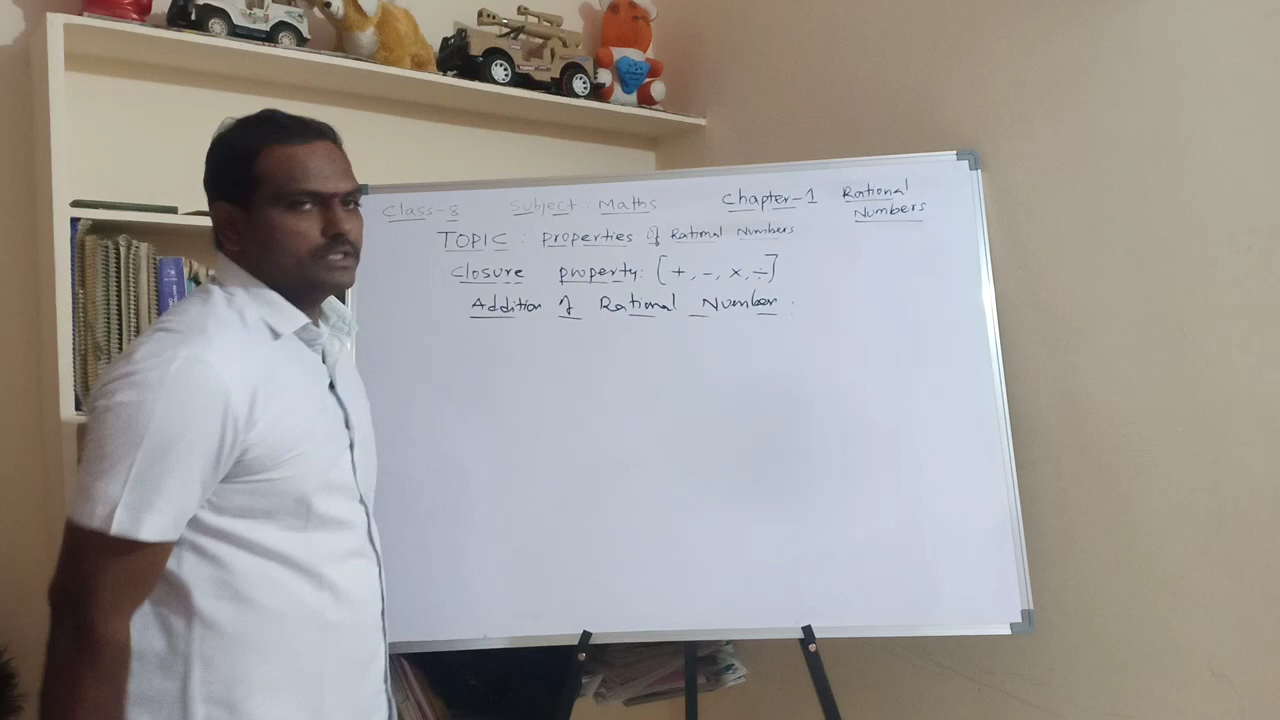 Class-8 Subject: Maths Chapter-1 Rational Numbers
TOPIC: properties of Rational Numbers
Closure property: [+, -, ×, ÷]
Addition of Rational Number: